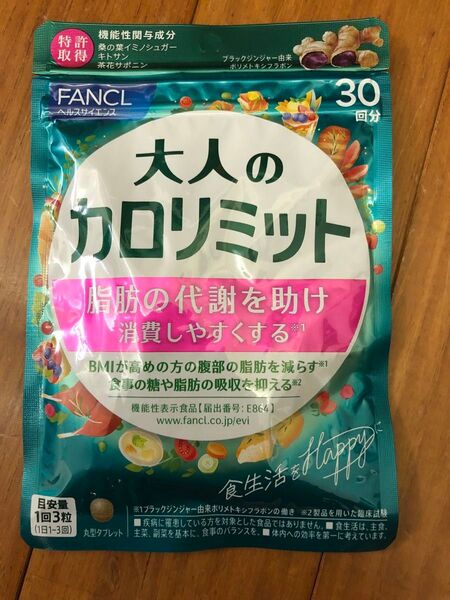 特許
取得
機能性関与成分
桑の葉イミノシュガー
キトサン
茶花サポニン
ブラックジンジャー由来
ポリメトキシフラボン
FANCL
ヘルスサイエンス
30
回分
大人の
カロリミット
脂肪の代謝を助け
消費しやすくする※1
BMIが高めの方の腹部の脂肪を減らす※1
食事の糖や脂肪の吸収を抑える※2
機能性表示食品【届出番号:E864】
www.fancl.co.jp/evi
食生活をHappyに
目安量
1回3粒
(1日1~3回)
丸型タブレット
※1ブラックジンジャー由来ポリメトキシフラボンの働き ※2製品を用いた臨床試験
■疾病に罹患している方を対象とした食品ではありません。■食生活は、主食、
主菜、副菜を基本に、食事のバランスを。■体内への効率を第一に考えています。